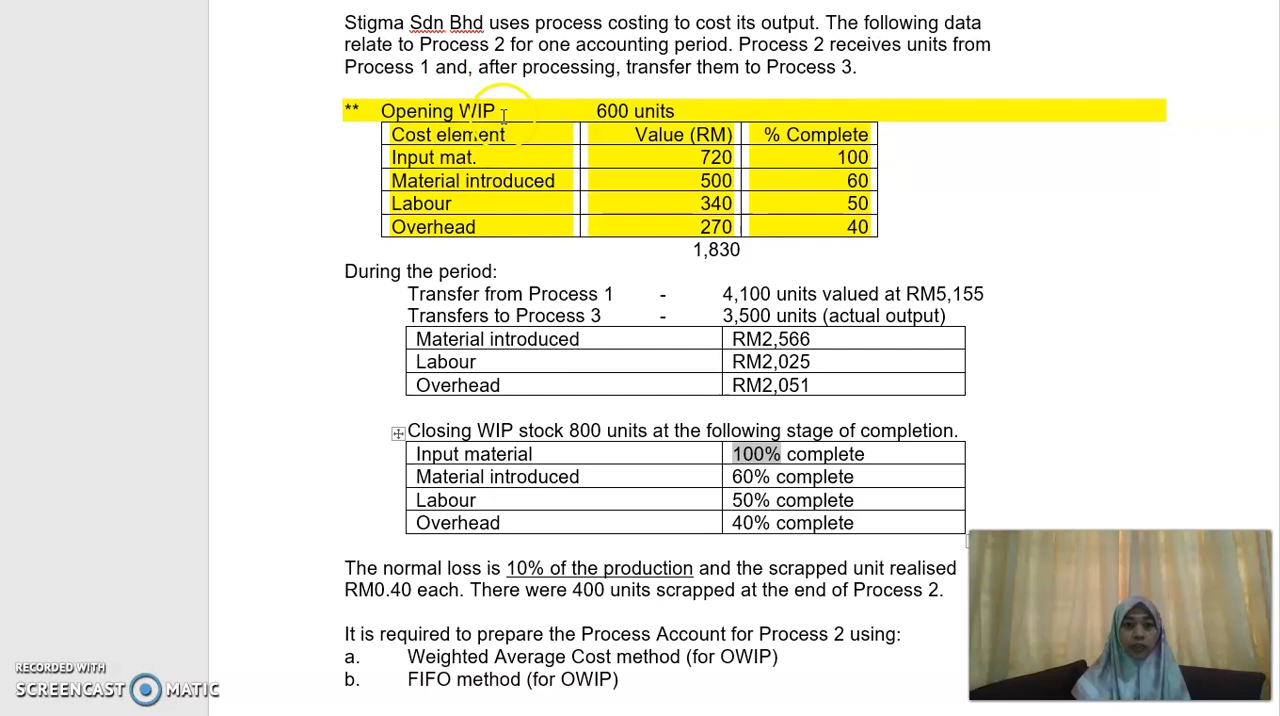 Stigma Sdn Bhd uses process costing to cost its output. The following data
relate to Process 2 for one accounting period. Process 2 receives units from
Process 1 and, after processing, transfer them to Process 3.
** Opening WIP 600 units
Cost element Value (RM) % Complete
Input mat. 720 100
Material introduced 500 60
Labour 340 50
Overhead 270 40
1,830
During the period:
Transfer from Process 1 - 4,100 units valued at RM5,155
Transfers to Process 3 - 3,500 units (actual output)
Material introduced RM2,566
Labour RM2,025
Overhead RM2,051
Closing WIP stock 800 units at the following stage of completion.
Input material 100% complete
Material introduced 60% complete
Labour 50% complete
Overhead 40% complete
The normal loss is 10% of the production and the scrapped unit realised
RM0.40 each. There were 400 units scrapped at the end of Process 2.
It is required to prepare the Process Account for Process 2 using:
a. Weighted Average Cost method (for OWIP)
b. FIFO method (for OWIP)
RECORDED WITH
SCREENCAST MATIC